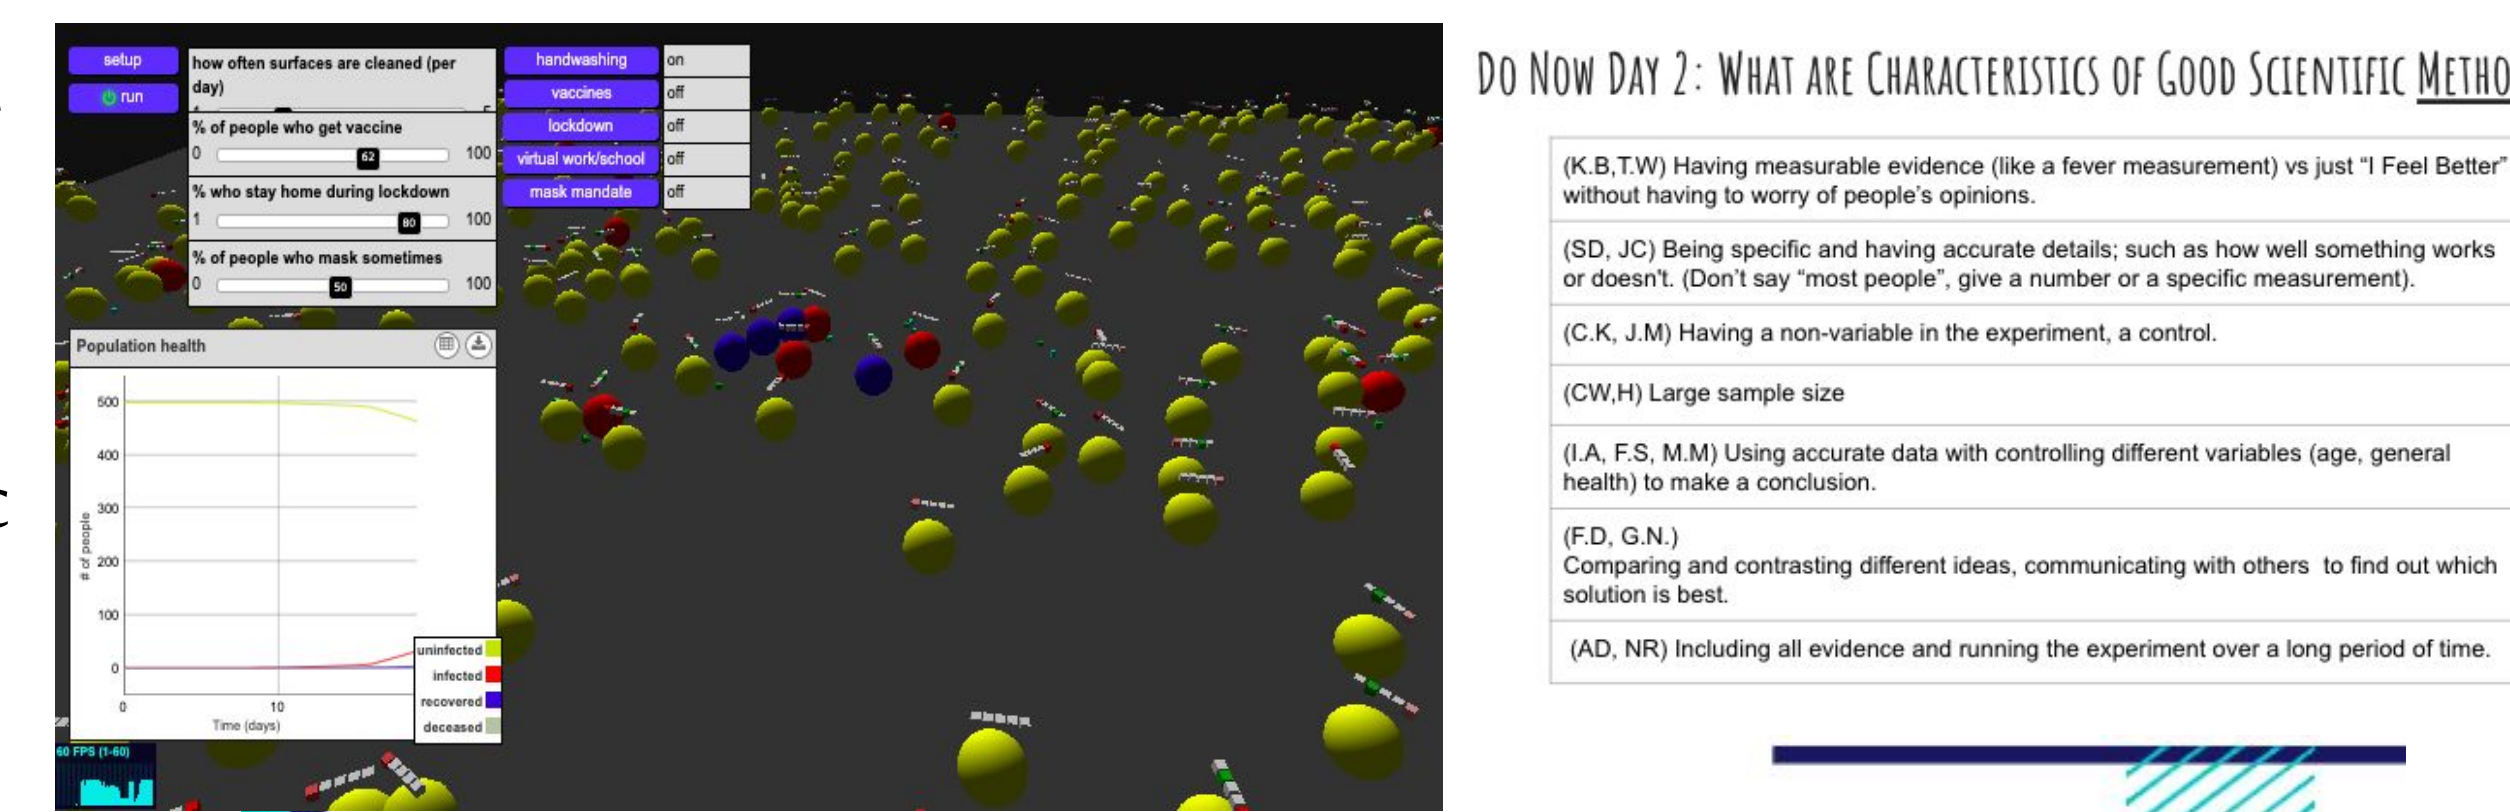 setup
run
how often surfaces are cleaned (per
day)
% of people who get vaccine
0 62 100
% who stay home during lockdown
1 80 100
% of people who mask sometimes
0 50 100
handwashing on
vaccines off
lockdown off
virtual work/school off
mask mandate off
Population health
500
400
300
200
100
0
# of people
0 10
Time (days)
uninfected
infected
recovered
deceased
60 FPS (1-60)
Do Now Day 2: What are Characteristics of Good Scientific Metho
(K.B,T.W) Having measurable evidence (like a fever measurement) vs just “I Feel Better”
without having to worry of people’s opinions.
(SD, JC) Being specific and having accurate details; such as how well something works
or doesn't. (Don’t say “most people”, give a number or a specific measurement).
(C.K, J.M) Having a non-variable in the experiment, a control.
(CW,H) Large sample size
(I.A, F.S, M.M) Using accurate data with controlling different variables (age, general
health) to make a conclusion.
(F.D, G.N.)
Comparing and contrasting different ideas, communicating with others to find out which
solution is best.
(AD, NR) Including all evidence and running the experiment over a long period of time.